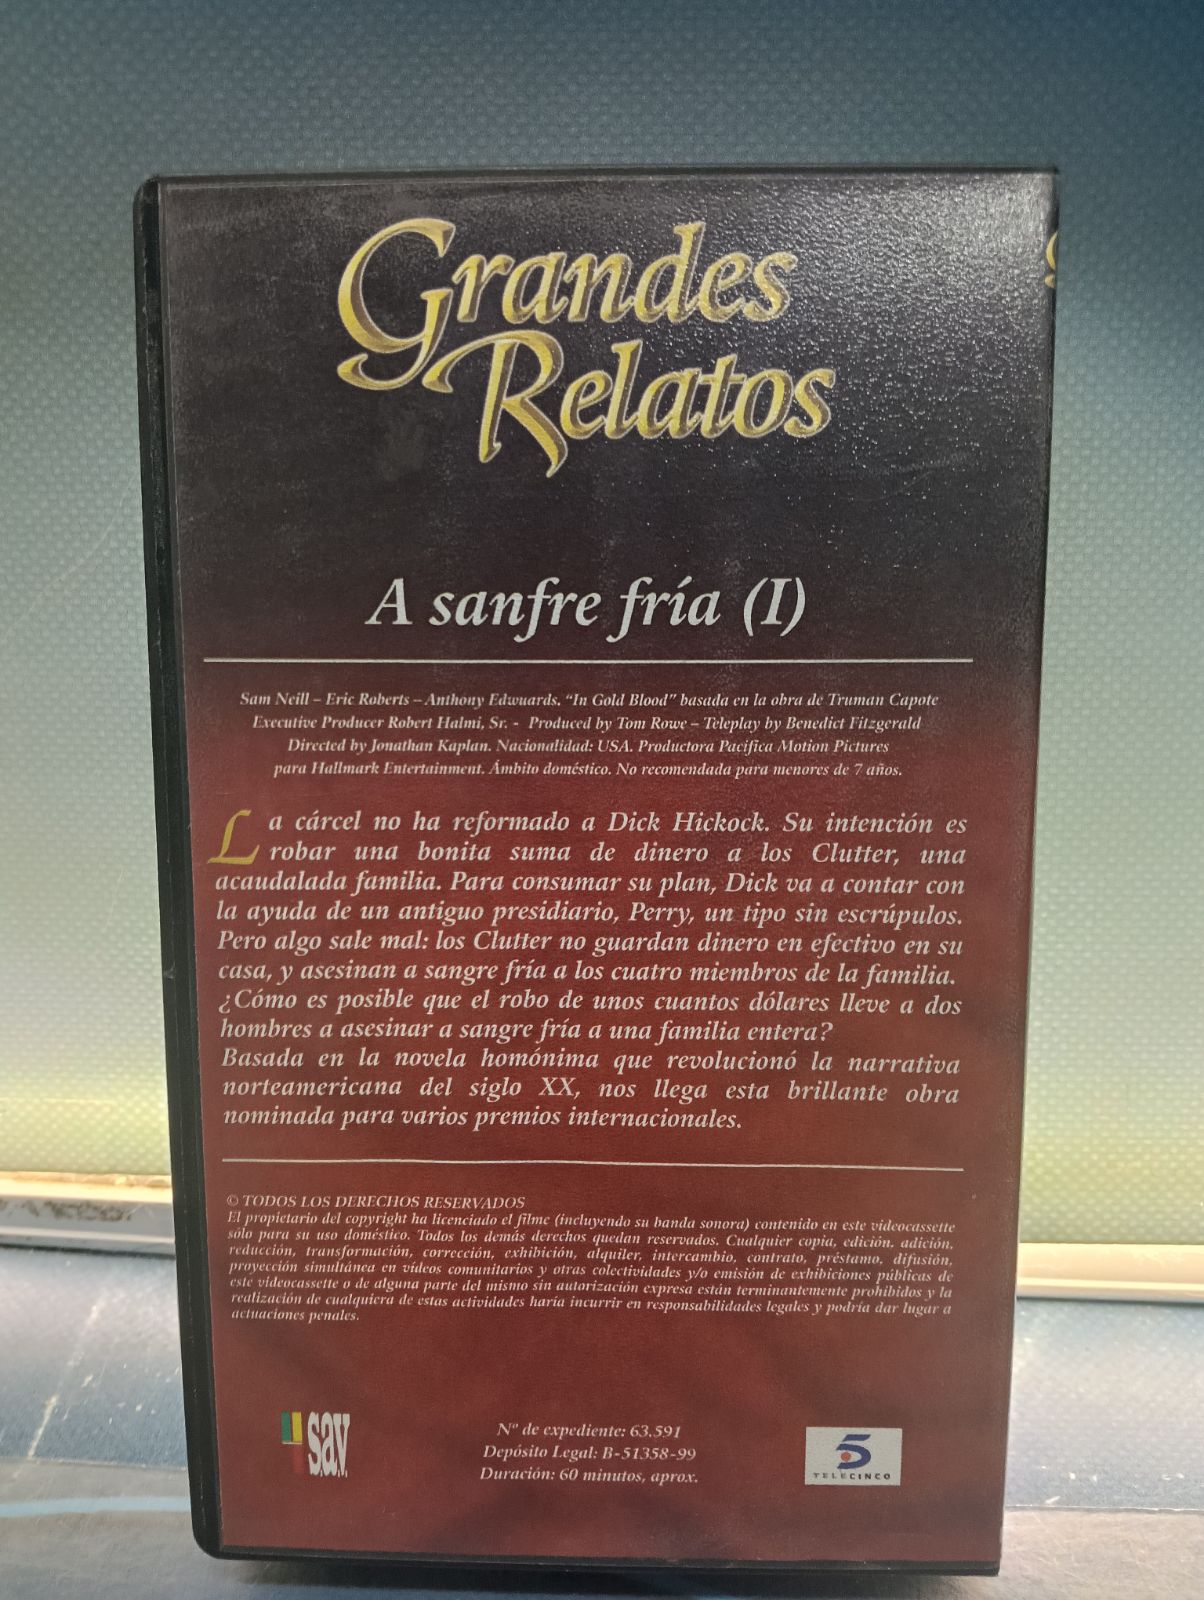 Grandes
Relatos
A sanfre fría (I)
Sam Neill – Eric Roberts – Anthony Edwuards. “In Gold Blood” basada en la obra de Truman Capote
Executive Producer Robert Halmi, Sr. - Produced by Tom Rowe – Teleplay by Benedict Fitzgerald
Directed by Jonathan Kaplan. Nacionalidad: USA. Productora Pacifica Motion Pictures
para Hallmark Entertainment. Ámbito doméstico. No recomendada para menores de 7 años.
La cárcel no ha reformado a Dick Hickock. Su intención es
robar una bonita suma de dinero a los Clutter, una
acaudalada familia. Para consumar su plan, Dick va a contar con
la ayuda de un antiguo presidiario, Perry, un tipo sin escrúpulos.
Pero algo sale mal: los Clutter no guardan dinero en efectivo en su
casa, y asesinan a sangre fría a los cuatro miembros de la familia.
¿Cómo es posible que el robo de unos cuantos dólares lleve a dos
hombres a asesinar a sangre fría a una familia entera?
Basada en la novela homónima que revolucionó la narrativa
norteamericana del siglo XX, nos llega esta brillante obra
nominada para varios premios internacionales.
© TODOS LOS DERECHOS RESERVADOS
El propietario del copyright ha licenciado el filme (incluyendo su banda sonora) contenido en este videocassette
sólo para su uso doméstico. Todos los demás derechos quedan reservados. Cualquier copia, edición, adición,
reducción, transformación, corrección, exhibición, alquiler, intercambio, contrato, préstamo, difusión,
proyección simultánea en vídeos comunitarios y otras colectividades y/o emisión de exhibiciones públicas de
este videocassette o de alguna parte del mismo sin autorización expresa están terminantemente prohibidos y la
realización de cualquiera de estas actividades haría incurrir en responsabilidades legales y podría dar lugar a
actuaciones penales.
s.a.v.
Nº de expediente: 63.591
Depósito Legal: B-51358-99
Duración: 60 minutos, aprox.
5
TELECINCO